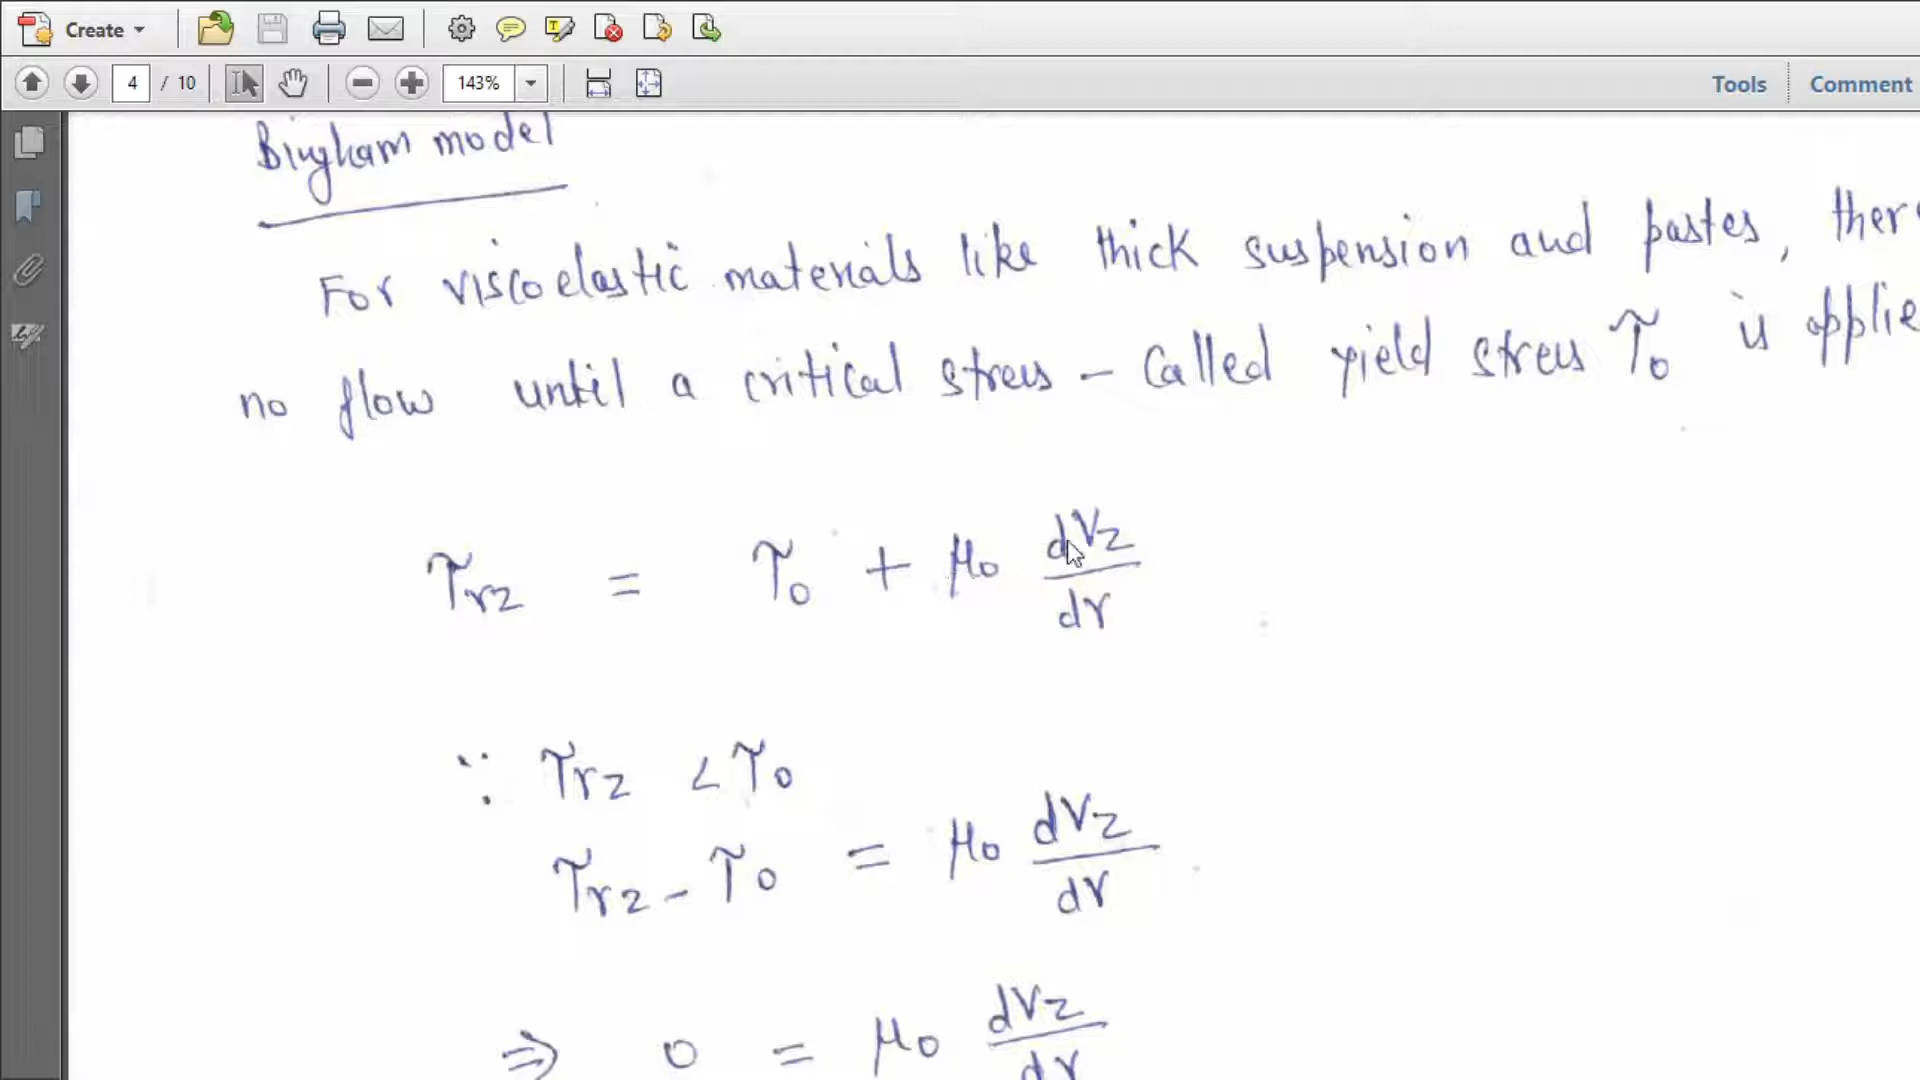 Create
4 / 10 143% Tools Comment
Bingham model
For viscoelastic materials like thick suspension and pastes, ther
no flow until a critical stress - called yield stress τ₀ is applie
τrz = τ₀ + μ₀ dVz/dr
∵ τrz < τ₀
τrz - τ₀ = μ₀ dVz/dr
⇒ 0 = μ₀ dVz/dr